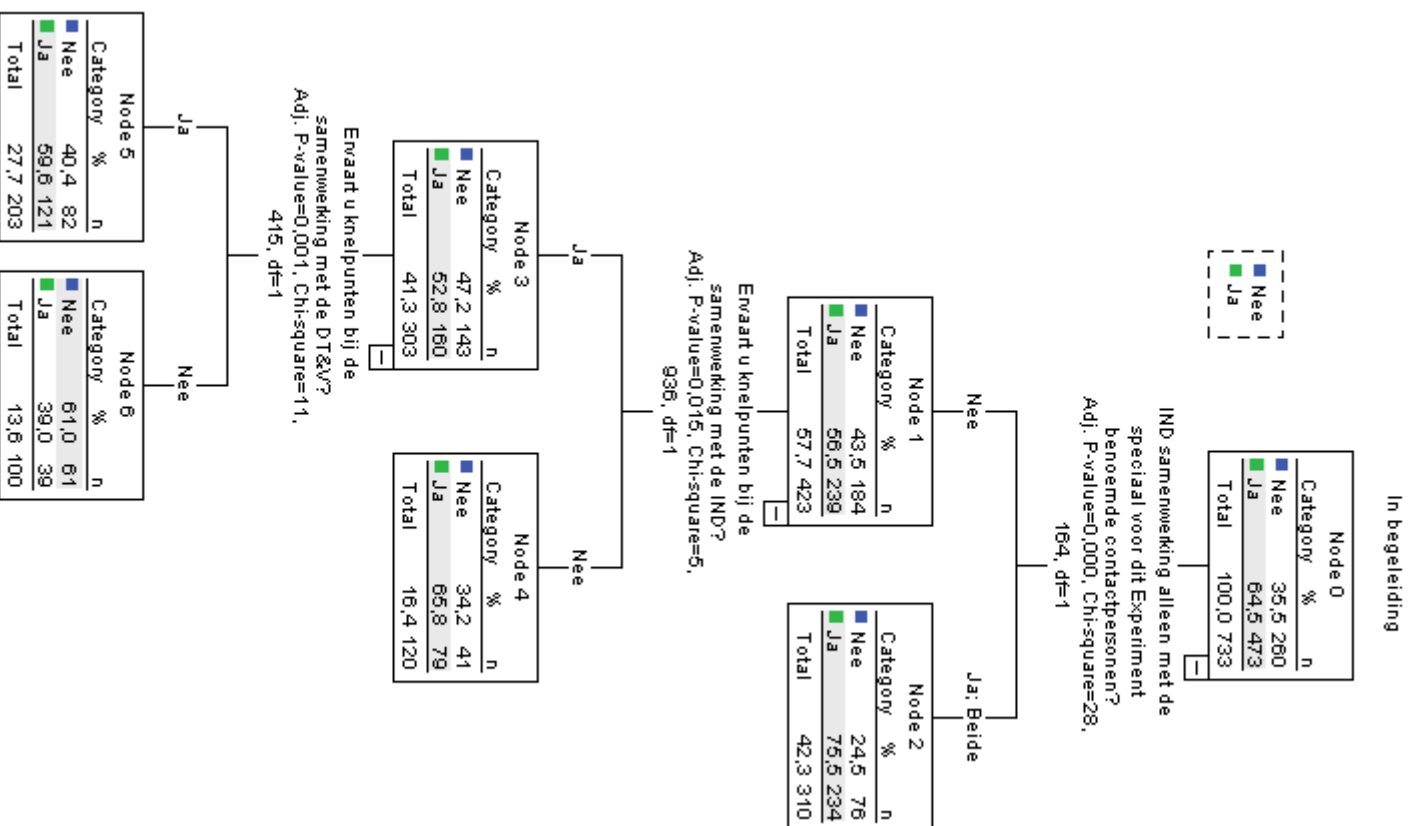 In begeleiding
Nee
Ja
Node 0
Category % n
Nee 35,5 260
Ja 64,5 473
Total 100,0 733
IND samenwerking alleen met de
speciaal voor dit Experiment
benoemde contactpersonen?
Adj. P-value=0,000, Chi-square=28,
164, df=1
Nee
Ja; Beide
Node 1
Category % n
Nee 43,5 184
Ja 56,5 239
Total 57,7 423
Node 2
Category % n
Nee 24,5 76
Ja 75,5 234
Total 42,3 310
Ervaart u knelpunten bij de
samenwerking met de IND?
Adj. P-value=0,015, Chi-square=5,
936, df=1
Ja
Nee
Node 3
Category % n
Nee 47,2 143
Ja 52,8 160
Total 41,3 303
Node 4
Category % n
Nee 34,2 41
Ja 65,8 79
Total 16,4 120
Ervaart u knelpunten bij de
samenwerking met de DT&V?
Adj. P-value=0,001, Chi-square=11,
415, df=1
Ja
Nee
Node 5
Category % n
Nee 40,4 82
Ja 59,6 121
Total 27,7 203
Node 6
Category % n
Nee 61,0 61
Ja 39,0 39
Total 13,6 100